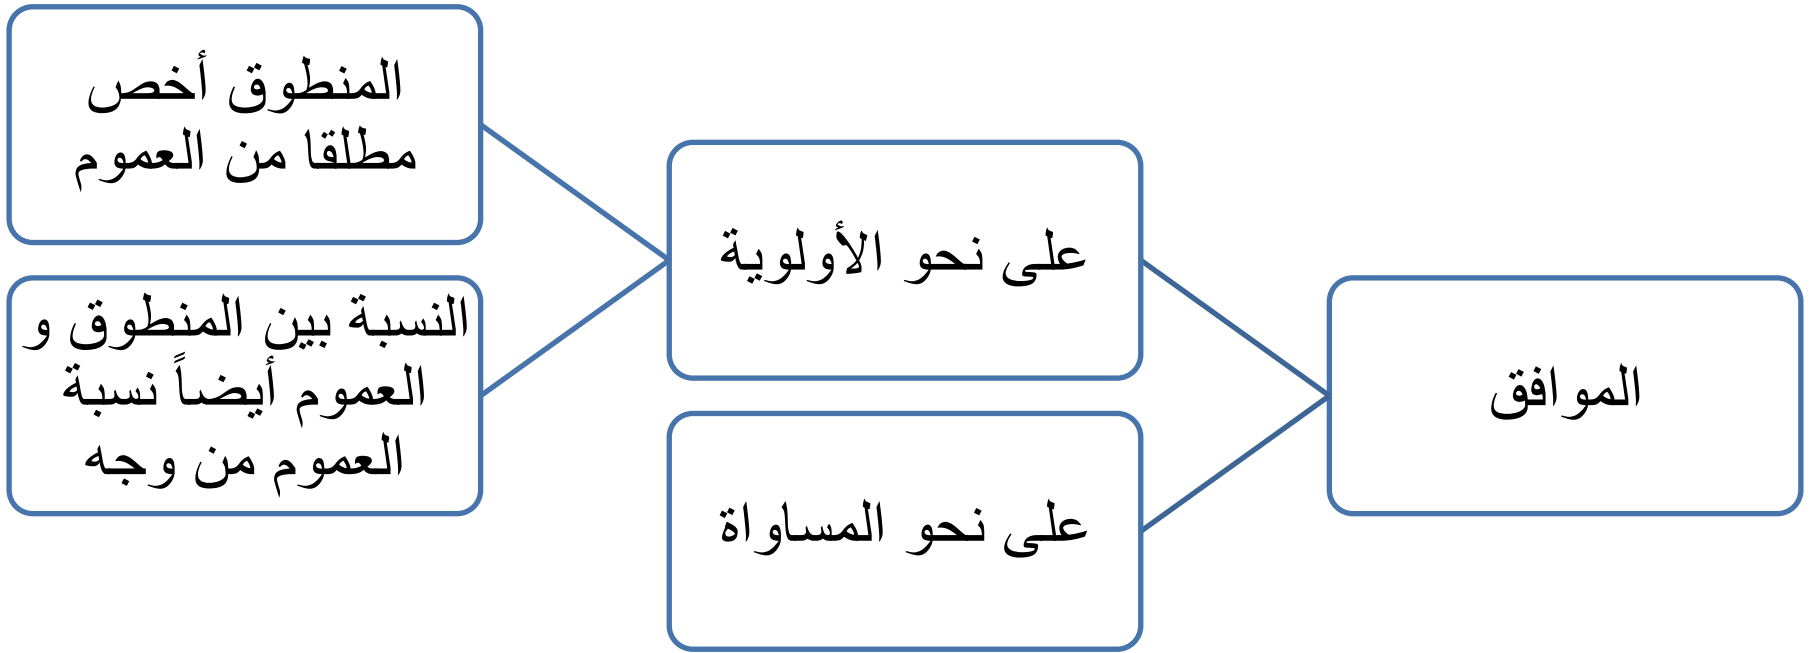 الموافق
على نحو الأولوية
المنطوق أخص
مطلقا من العموم
النسبة بين المنطوق و
العموم أيضاً نسبة
العموم من وجه
على نحو المساواة